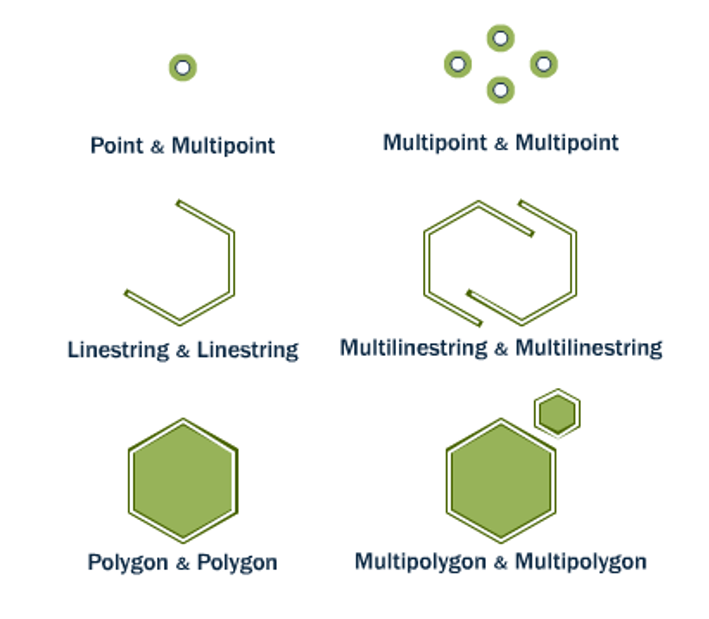 Point & Multipoint
Multipoint & Multipoint
Linestring & Linestring
Multilinestring & Multilinestring
Polygon & Polygon
Multipolygon & Multipolygon